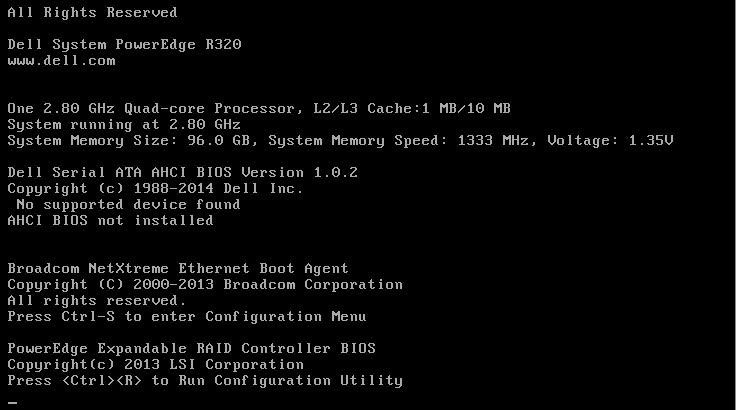 All Rights Reserved
Dell System PowerEdge R320
www.dell.com
One 2.80 GHz Quad-core Processor, L2/L3 Cache:1 MB/10 MB
System running at 2.80 GHz
System Memory Size: 96.0 GB, System Memory Speed: 1333 MHz, Voltage: 1.35V
Dell Serial ATA AHCI BIOS Version 1.0.2
Copyright (c) 1988-2014 Dell Inc.
No supported device found
AHCI BIOS not installed
Broadcom NetXtreme Ethernet Boot Agent
Copyright (C) 2000-2013 Broadcom Corporation
All rights reserved.
Press Ctrl-S to enter Configuration Menu
PowerEdge Expandable RAID Controller BIOS
Copyright(c) 2013 LSI Corporation
Press <Ctrl><R> to Run Configuration Utility